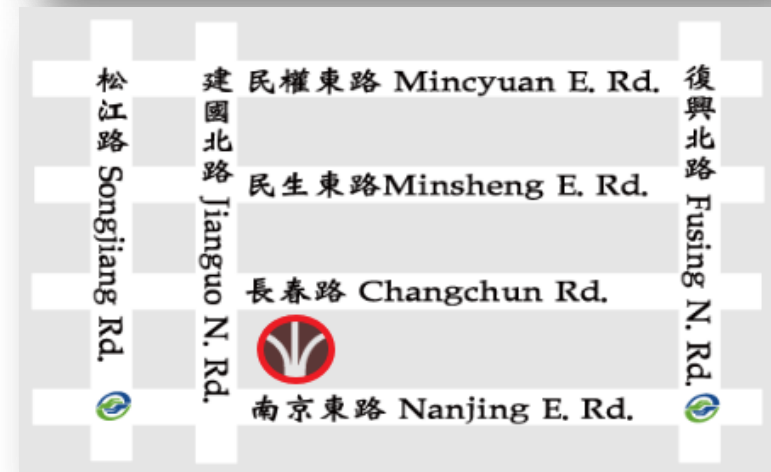 松江路 Songjiang Rd.
建國北路 Jianguo N. Rd.
民權東路 Mincyuan E. Rd.
民生東路Minsheng E. Rd.
長春路 Changchun Rd.
南京東路 Nanjing E. Rd.
復興北路 Fusing N. Rd.